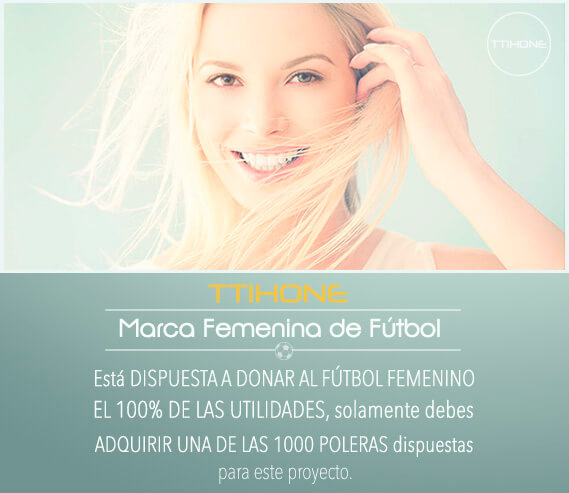 TTIHONE
TTIHONE
Marca Femenina de Fútbol
Está DISPUESTA A DONAR AL FÚTBOL FEMENINO
EL 100% DE LAS UTILIDADES, solamente debes
ADQUIRIR UNA DE LAS 1000 POLERAS dispuestas
para este proyecto.